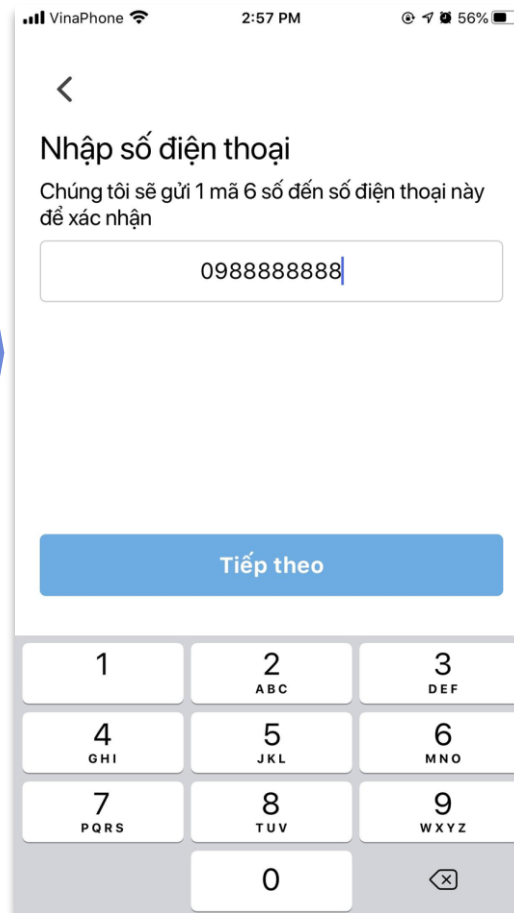 VinaPhone 2:57 PM 56%
Nhập số điện thoại
Chúng tôi sẽ gửi 1 mã 6 số đến số điện thoại này
để xác nhận
0988888888
Tiếp theo
1 2 3
ABC DEF
4 5 6
GHI JKL MNO
7 8 9
PQRS TUV WXYZ
0